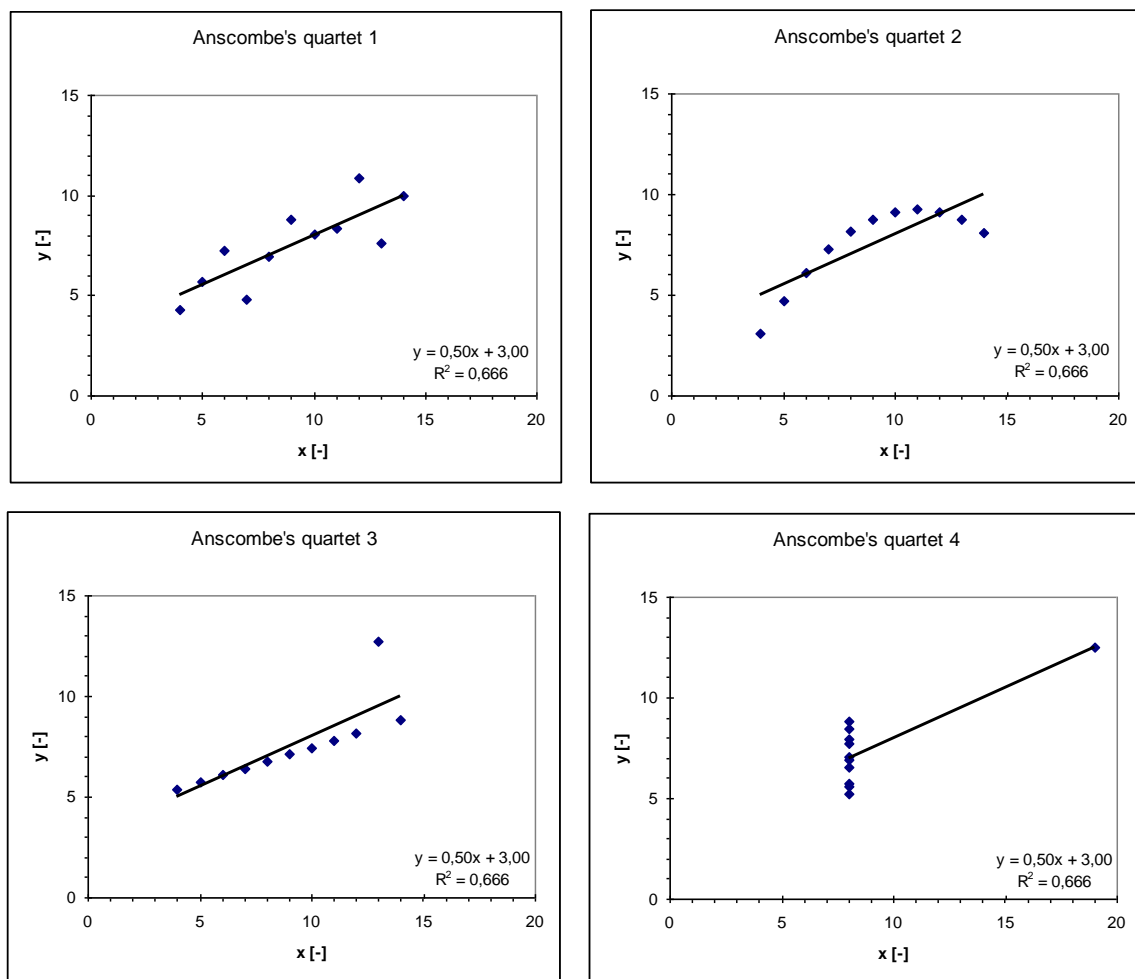 Anscombe's quartet 1
15
10
5
0
0 5 10 15 20
y [-]
x [-]
y = 0,50x + 3,00
R² = 0,666
Anscombe's quartet 2
15
10
5
0
0 5 10 15 20
y [-]
x [-]
y = 0,50x + 3,00
R² = 0,666
Anscombe's quartet 3
15
10
5
0
0 5 10 15 20
y [-]
x [-]
y = 0,50x + 3,00
R² = 0,666
Anscombe's quartet 4
15
10
5
0
0 5 10 15 20
y [-]
x [-]
y = 0,50x + 3,00
R² = 0,666